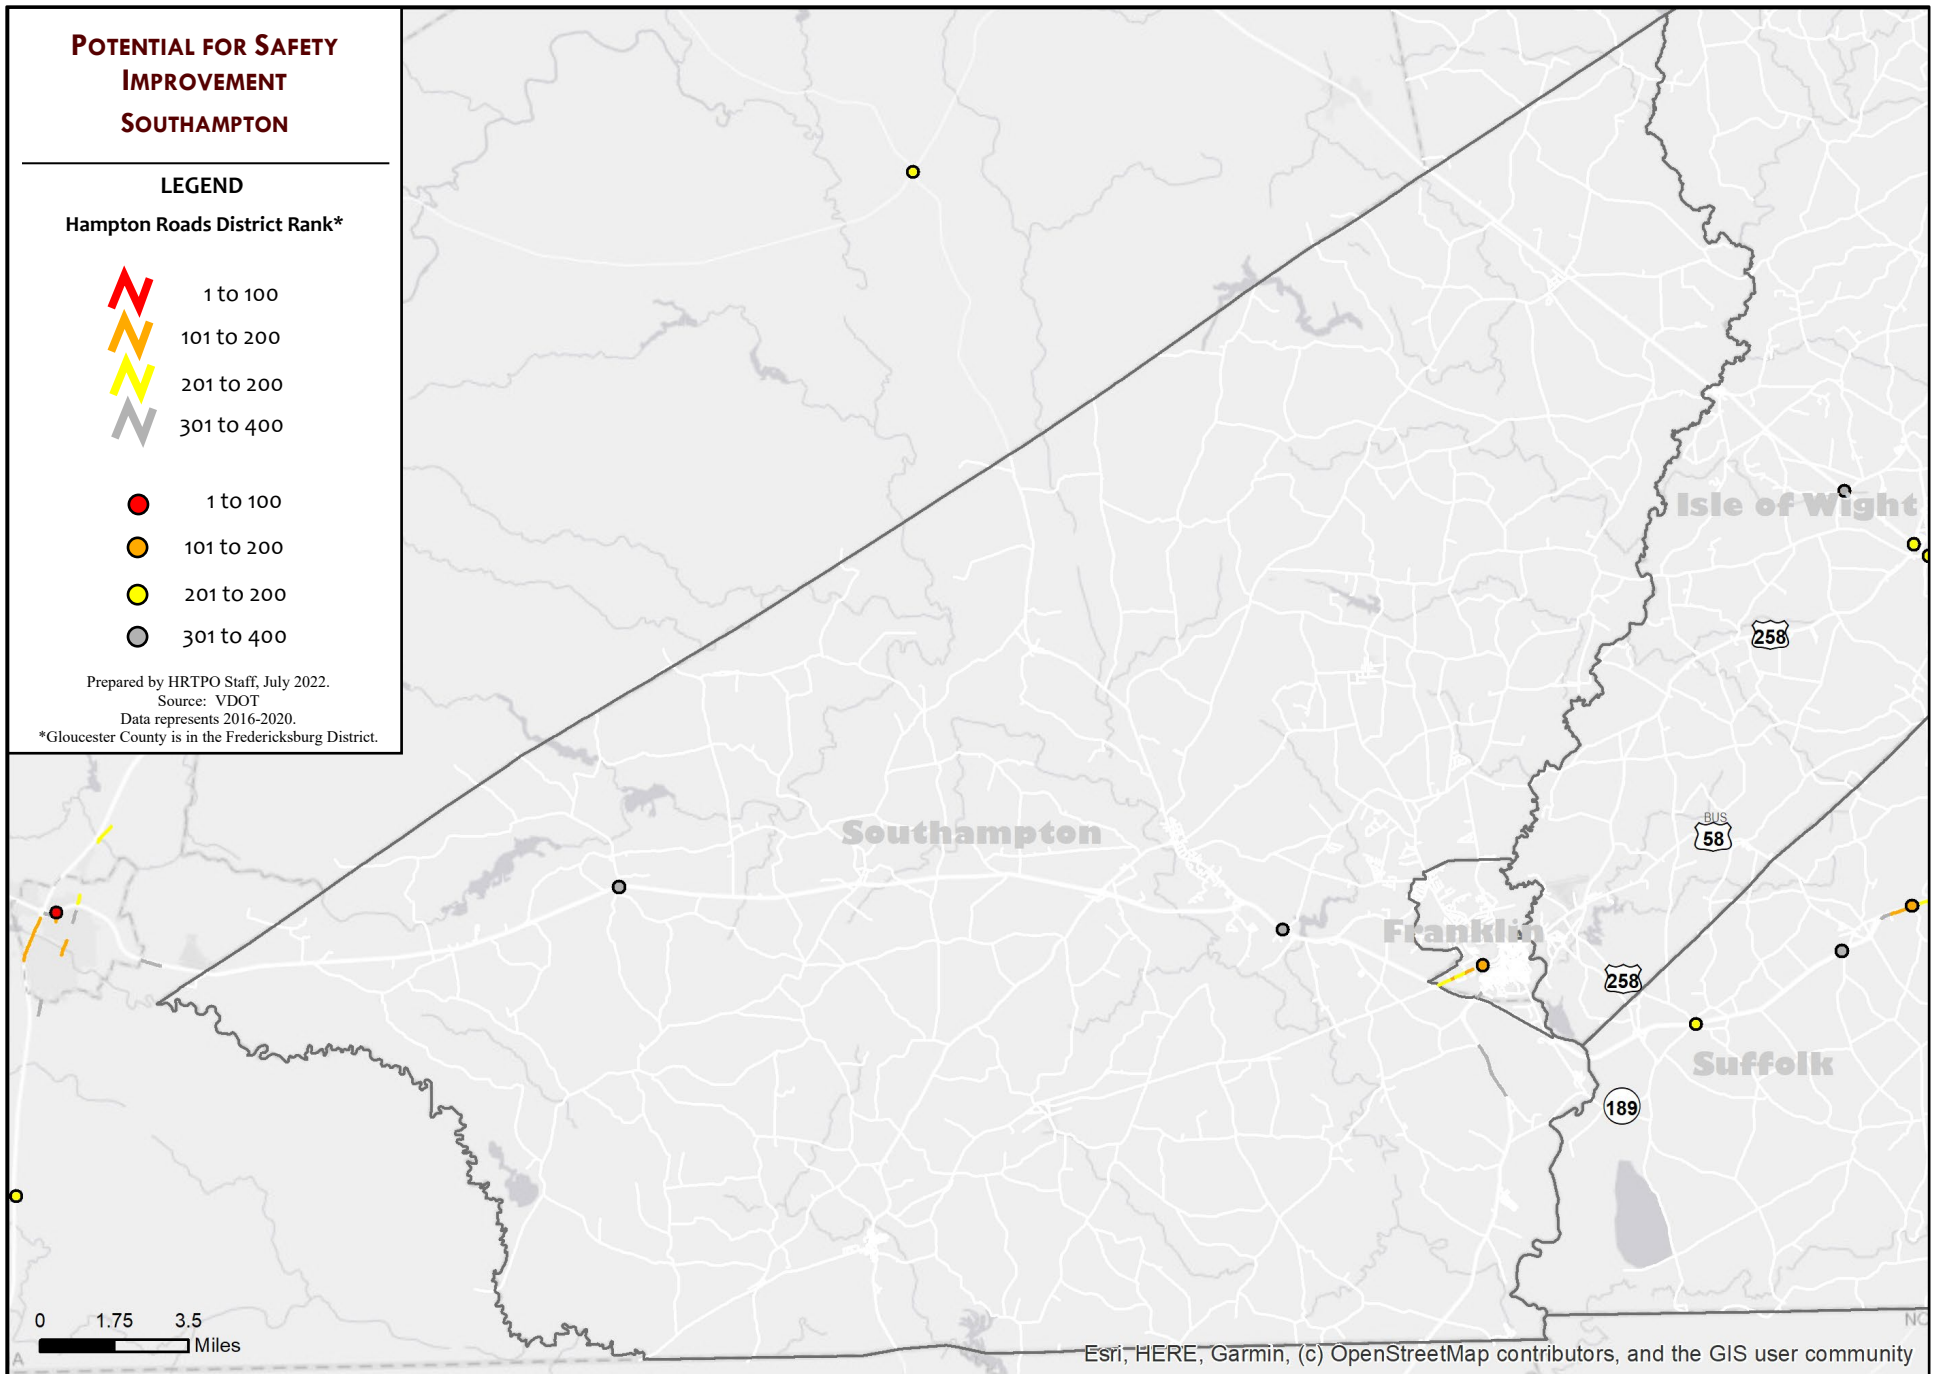 POTENTIAL FOR SAFETY
IMPROVEMENT
SOUTHAMPTON
LEGEND
Hampton Roads District Rank*
1 to 100
101 to 200
201 to 200
301 to 400
1 to 100
101 to 200
201 to 200
301 to 400
Prepared by HRTPO Staff, July 2022.
Source: VDOT
Data represents 2016-2020.
*Gloucester County is in the Fredericksburg District.
Isle of Wight
258
BUS
58
Southampton
Franklin
258
Suffolk
189
0 1.75 3.5
Miles
A
NC
Esri, HERE, Garmin, (c) OpenStreetMap contributors, and the GIS user community